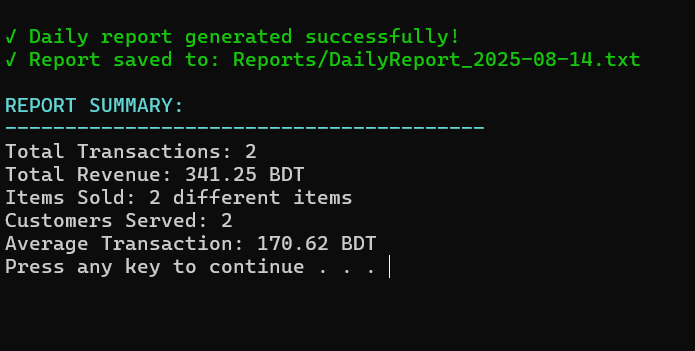 √ Daily report generated successfully!
√ Report saved to: Reports/DailyReport_2025-08-14.txt
REPORT SUMMARY:
----------------------------------------
Total Transactions: 2
Total Revenue: 341.25 BDT
Items Sold: 2 different items
Customers Served: 2
Average Transaction: 170.62 BDT
Press any key to continue . . .